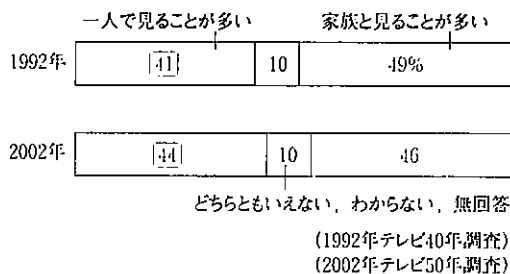 一人で見ることが多い 家族と見ることが多い
1992年 41 10 49%
2002年 44 10 46
どちらともいえない，わからない，無回答
(1992年テレビ40年調査)
(2002年テレビ50年調査)